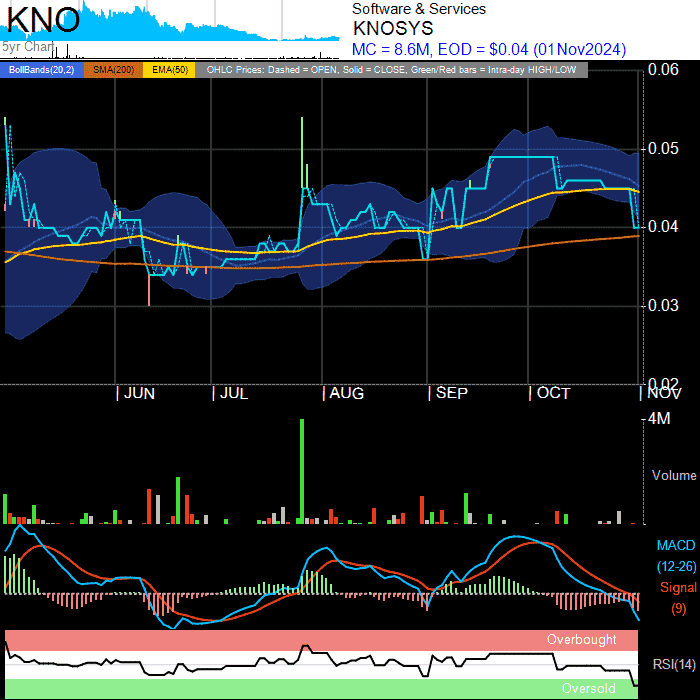 KNO
5yr Chart
Software & Services
KNOSYS
MC = 8.6M, EOD = $0.04 (01Nov2024)
BollBands(20,2) SMA(200) EMA(50) OHLC Prices: Dashed = OPEN, Solid = CLOSE, Green/Red bars = Intra-day HIGH/LOW
0.06
0.05
0.04
0.03
0.02
JUN JUL AUG SEP OCT NOV
4M
Volume
MACD
(12-26)
Signal
(9)
Overbought
RSI(14)
Oversold